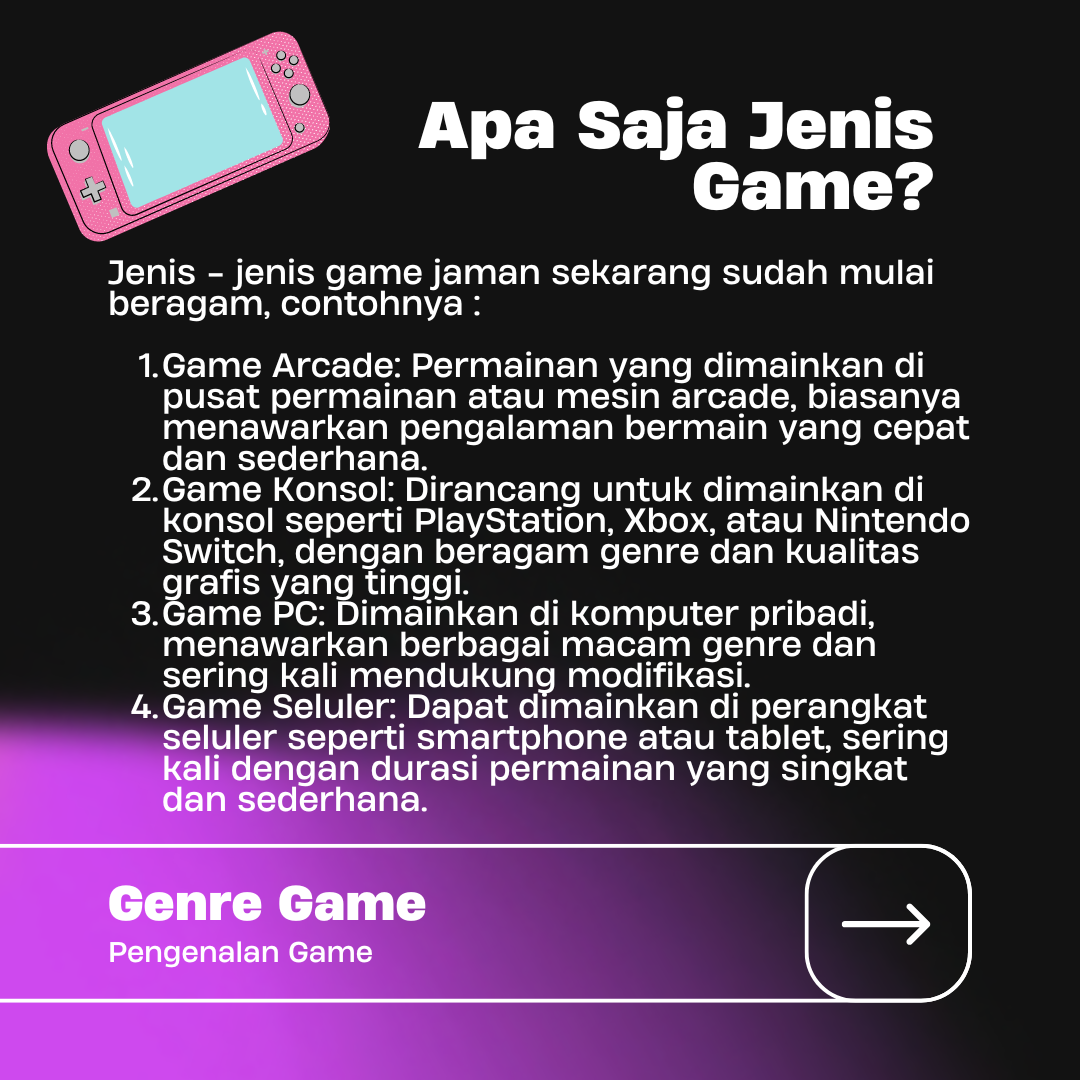 Apa Saja Jenis
Game?
Jenis - jenis game jaman sekarang sudah mulai
beragam, contohnya :
1. Game Arcade: Permainan yang dimainkan di
pusat permainan atau mesin arcade, biasanya
menawarkan pengalaman bermain yang cepat
dan sederhana.
2. Game Konsol: Dirancang untuk dimainkan di
konsol seperti PlayStation, Xbox, atau Nintendo
Switch, dengan beragam genre dan kualitas
grafis yang tinggi.
3. Game PC: Dimainkan di komputer pribadi,
menawarkan berbagai macam genre dan
sering kali mendukung modifikasi.
4. Game Seluler: Dapat dimainkan di perangkat
seluler seperti smartphone atau tablet, sering
kali dengan durasi permainan yang singkat
dan sederhana.
Genre Game
Pengenalan Game